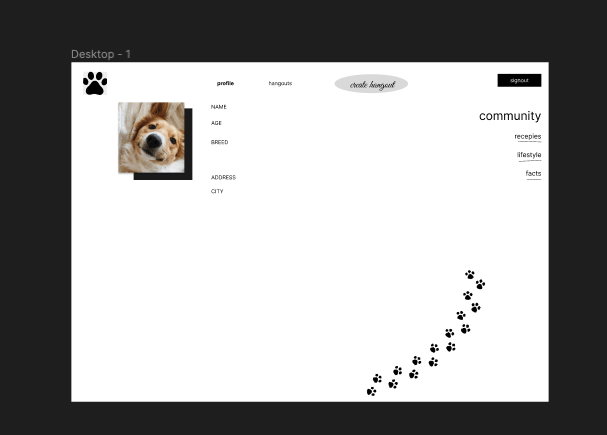 Desktop - 1
profile
hangouts
create hangout
signout
NAME
AGE
BREED
ADDRESS
CITY
community
recepies
lifestyle
facts